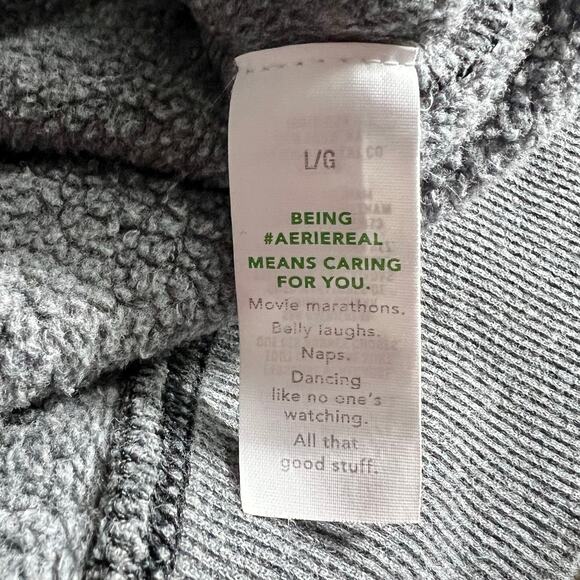 L/G
BEING
#AERIEREAL
MEANS CARING
FOR YOU.
Movie marathons.
Belly laughs.
Naps.
Dancing
like no one's
watching.
All that
good stuff.